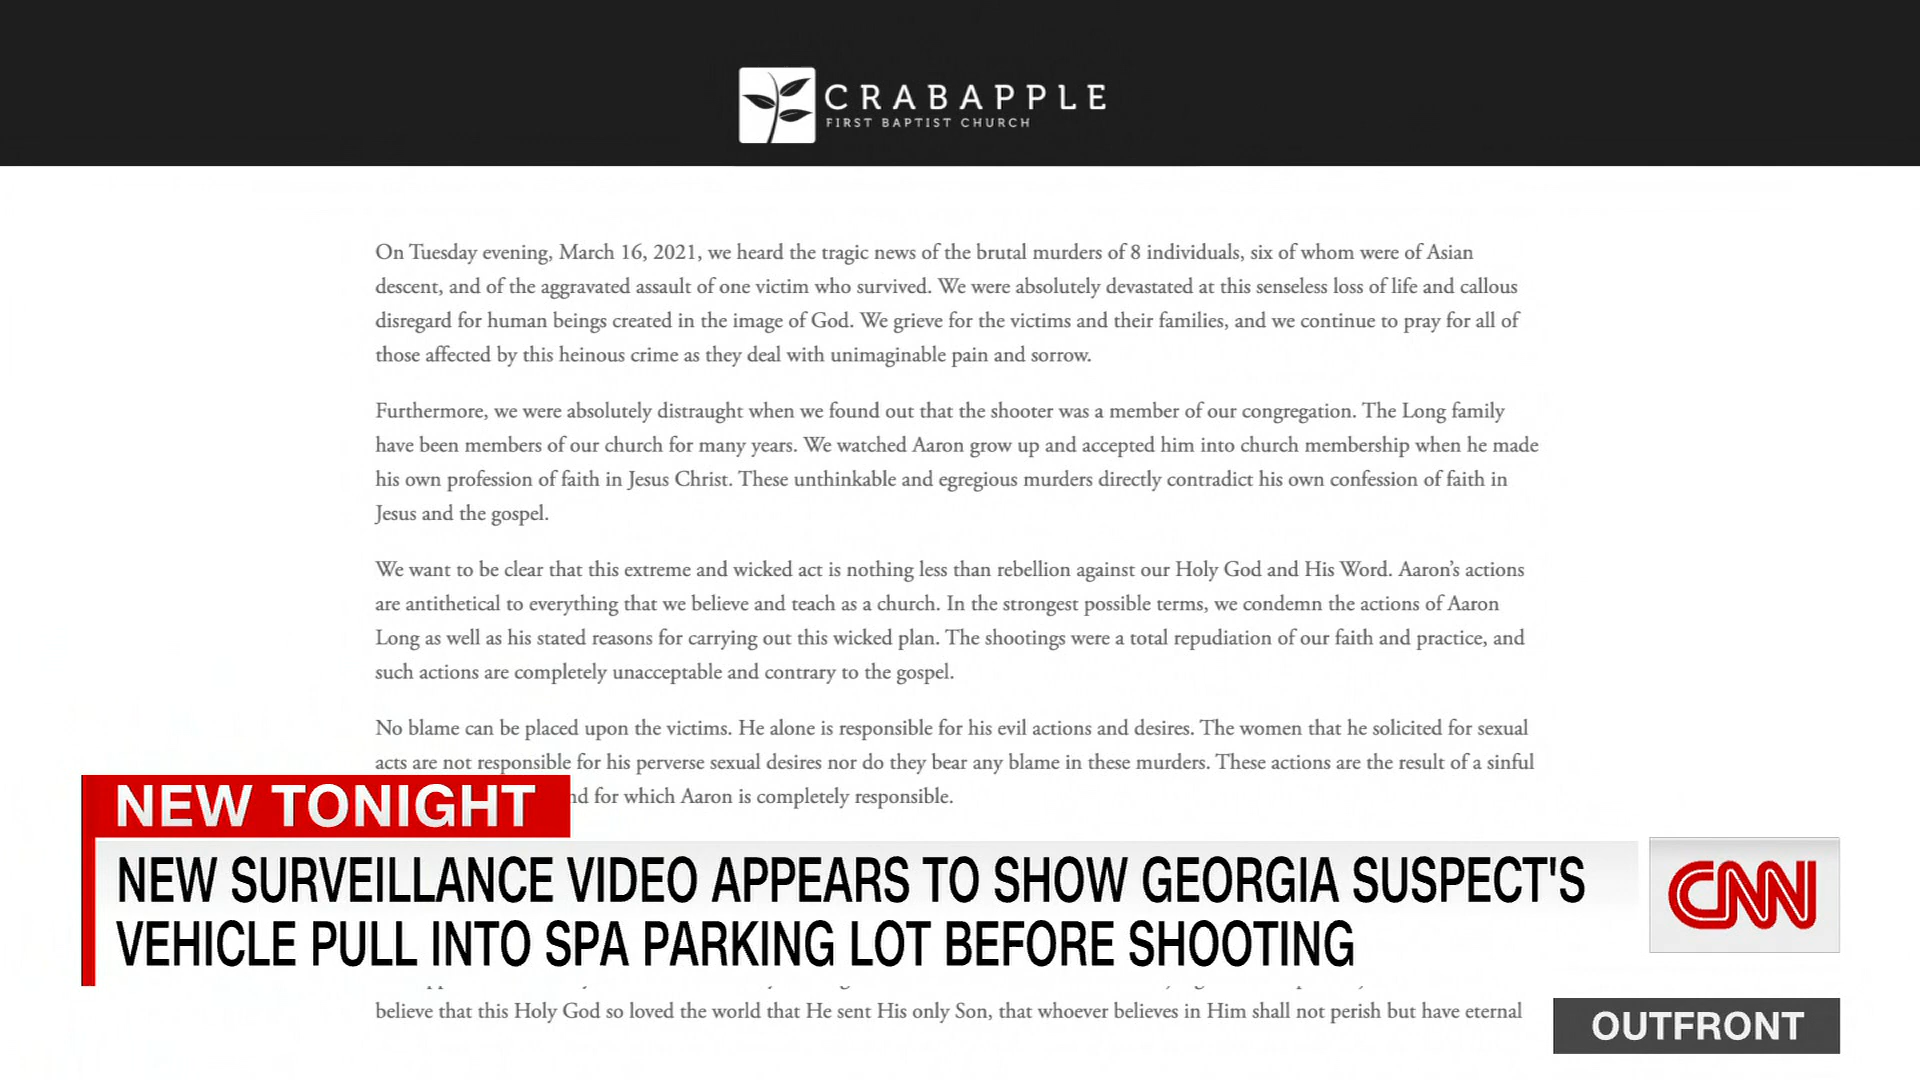 CRABAPPLE
FIRST BAPTIST CHURCH
On Tuesday evening, March 16, 2021, we heard the tragic news of the brutal murders of 8 individuals, six of whom were of Asian
descent, and of the aggravated assault of one victim who survived. We were absolutely devastated at this senseless loss of life and callous
disregard for human beings created in the image of God. We grieve for the victims and their families, and we continue to pray for all of
those affected by this heinous crime as they deal with unimaginable pain and sorrow.
Furthermore, we were absolutely distraught when we found out that the shooter was a member of our congregation. The Long family
have been members of our church for many years. We watched Aaron grow up and accepted him into church membership when he made
his own profession of faith in Jesus Christ. These unthinkable and egregious murders directly contradict his own confession of faith in
Jesus and the gospel.
We want to be clear that this extreme and wicked act is nothing less than rebellion against our Holy God and His Word. Aaron's actions
are antithetical to everything that we believe and teach as a church. In the strongest possible terms, we condemn the actions of Aaron
Long as well as his stated reasons for carrying out this wicked plan. The shootings were a total repudiation of our faith and practice, and
such actions are completely unacceptable and contrary to the gospel.
No blame can be placed upon the victims. He alone is responsible for his evil actions and desires. The women that he solicited for sexual
acts are not responsible for his perverse sexual desires nor do they bear any blame in these murders. These actions are the result of a sinful
for which Aaron is completely responsible.
NEW TONIGHT
NEW SURVEILLANCE VIDEO APPEARS TO SHOW GEORGIA SUSPECT'S
VEHICLE PULL INTO SPA PARKING LOT BEFORE SHOOTING
CNN
believe that this Holy God so loved the world that He sent His only Son, that whoever believes in Him shall not perish but have eternal
OUTFRONT